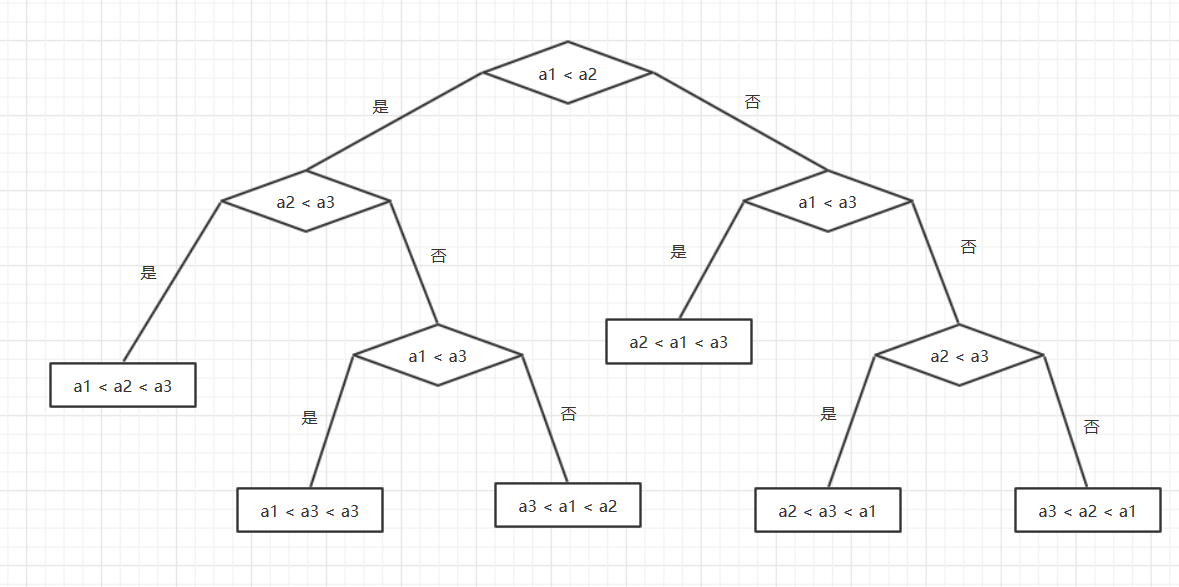 a1 < a2
是
否
a2 < a3
a1 < a3
是
否
是
否
a1 < a2 < a3
a1 < a3
a2 < a1 < a3
a2 < a3
是
否
是
否
a1 < a3 < a3
a3 < a1 < a2
a2 < a3 < a1
a3 < a2 < a1